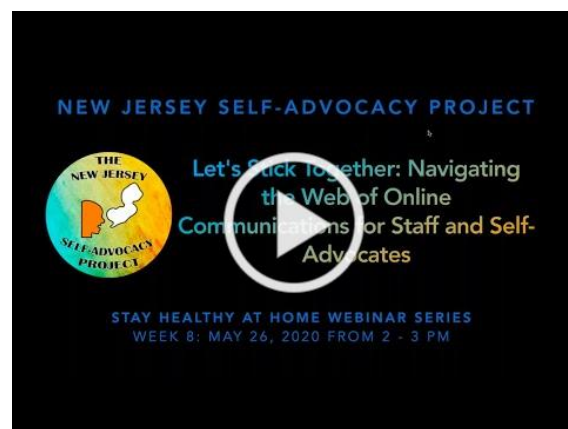 NEW JERSEY SELF-ADVOCACY PROJECT
THE
NEW JERSEY
SELF-ADVOCACY
PROJECT
Let's Stick Together: Navigating
the Web of Online
Communications for Staff and Self-
Advocates
STAY HEALTHY AT HOME WEBINAR SERIES
WEEK 8: MAY 26, 2020 FROM 2 - 3 PM